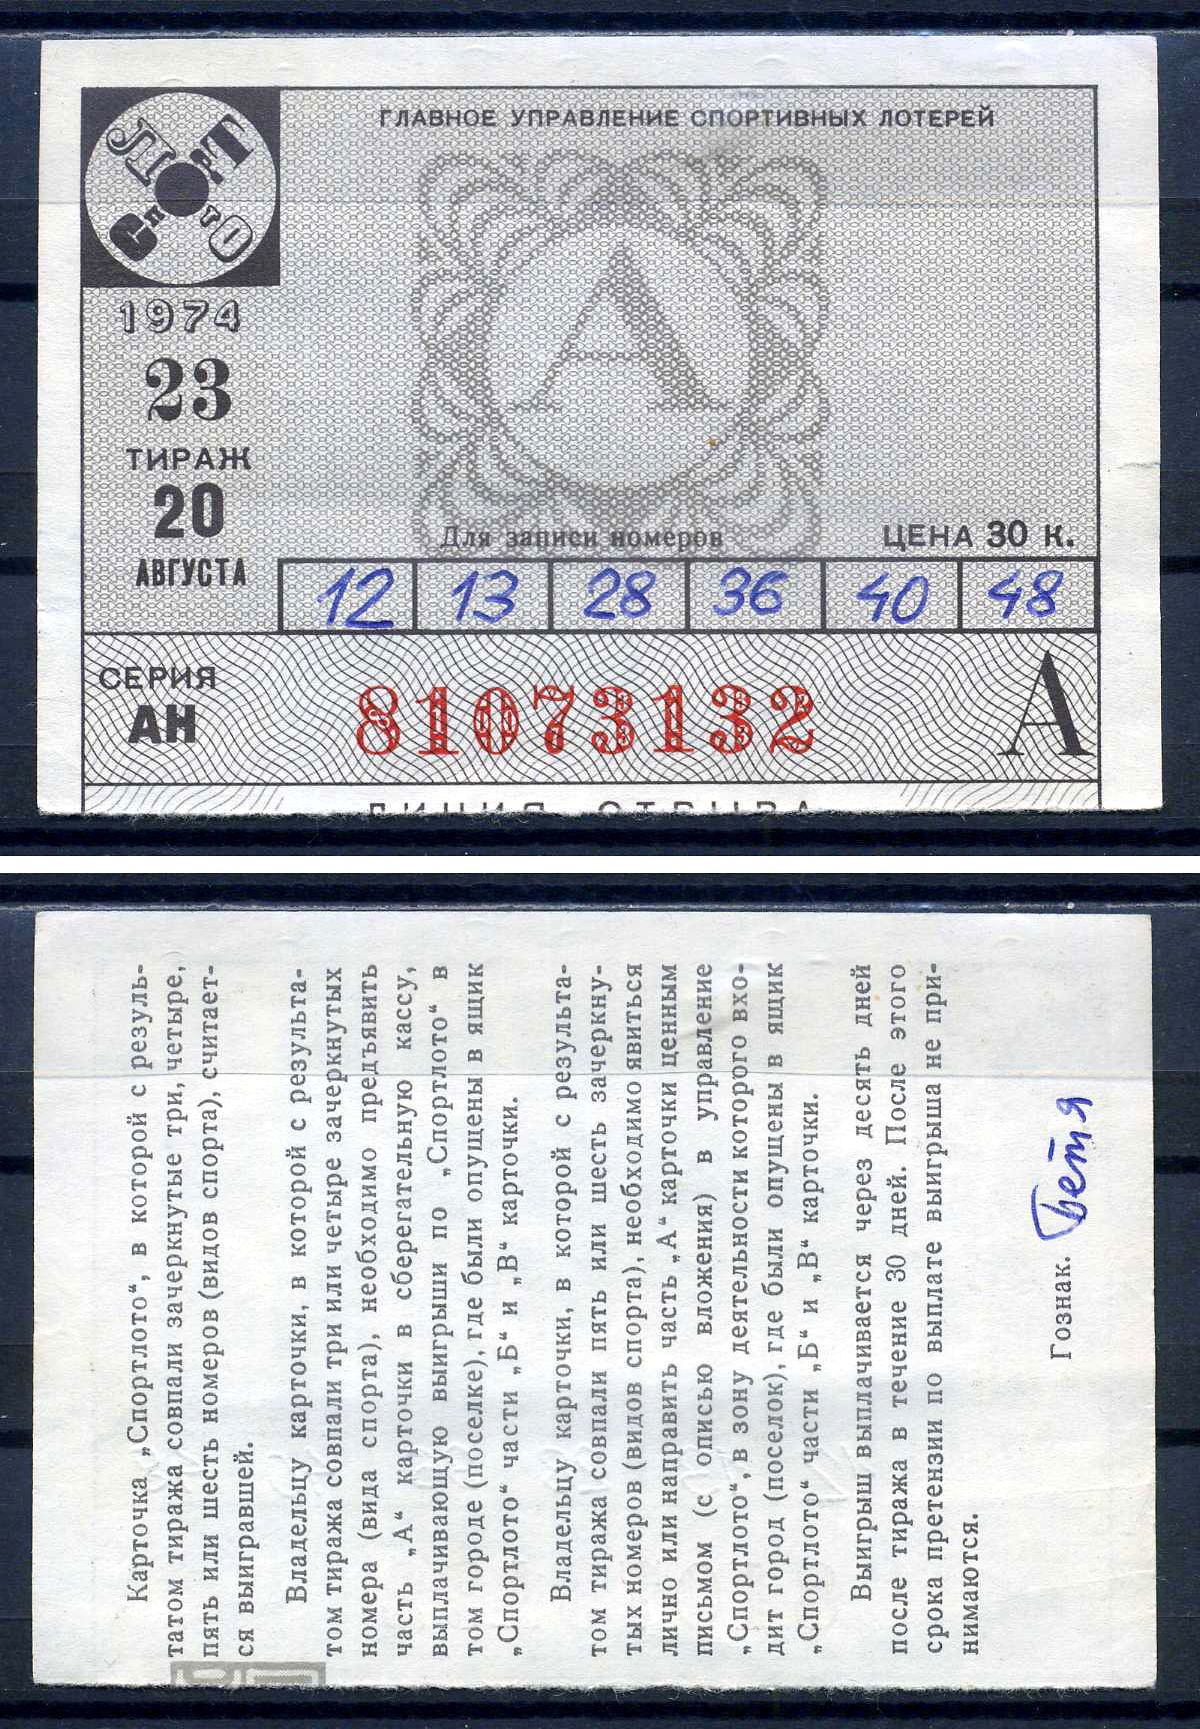 СпОРТ
ЛОТО
ГЛАВНОЕ УПРАВЛЕНИЕ СПОРТИВНЫХ ЛОТЕРЕЙ
А
1974
23
ТИРАЖ
20
АВГУСТА
Для записи номеров
ЦЕНА 30 К.
12 13 28 36 40 48
СЕРИЯ
АН
81073132
А
ЛИНИЯ ОТРЫВА
Карточка „Спортлото“, в которой с резуль-
татом тиража совпали зачеркнутые три, четыре,
пять или шесть номеров (видов спорта), считает-
ся выигравшей.
Владельцу карточки, в которой с результа-
том тиража совпали три или четыре зачеркнутых
номера (вида спорта), необходимо предъявить
часть „А“ карточки в сберегательную кассу,
выплачивающую выигрыши по „Спортлото“ в
том городе (поселке), где были опущены в ящик
„Спортлото“ части „Б“ и „В“ карточки.
Владельцу карточки, в которой с результа-
том тиража совпали пять или шесть зачеркну-
тых номеров (видов спорта), необходимо явиться
лично или направить часть „А“ карточки ценным
письмом (с описью вложения) в управление
„Спортлото“, в зону деятельности которого вхо-
дит город (поселок), где были опущены в ящик
„Спортлото“ части „Б“ и „В“ карточки.
Выигрыш выплачивается через десять дней
после тиража в течение 30 дней. После этого
срока претензии по выплате выигрыша не при-
нимаются.
Гознак.